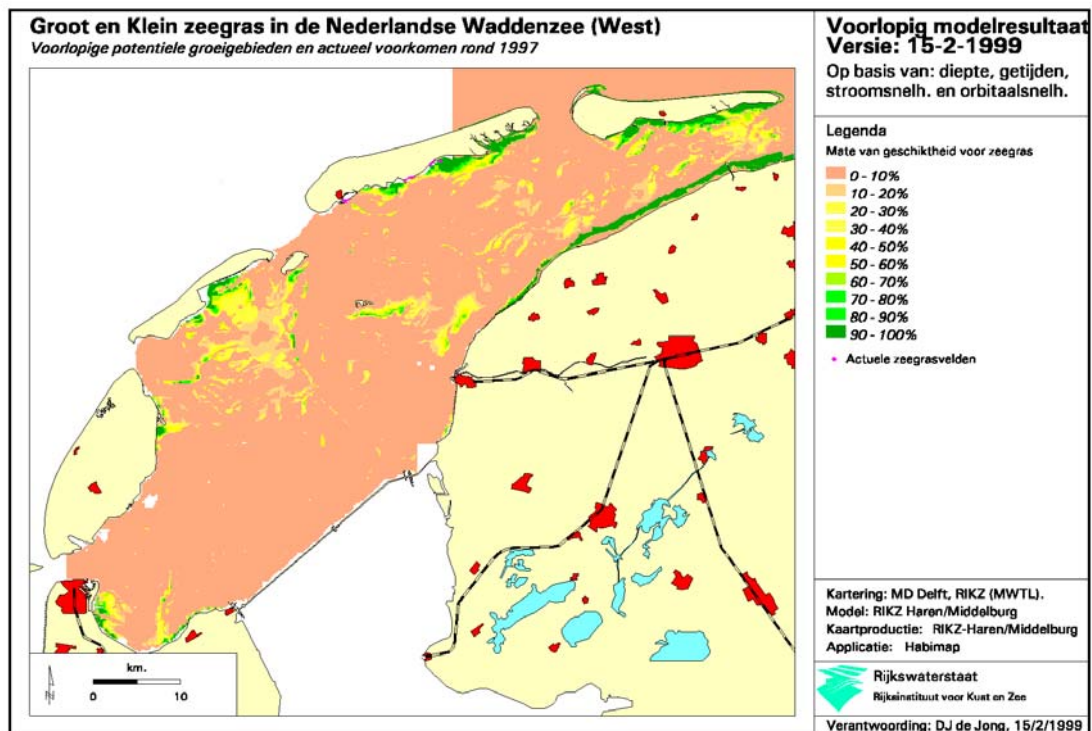 Groot en Klein zeegras in de Nederlandse Waddenzee (West)
Voorlopige potentiele groeigebieden en actueel voorkomen rond 1997
km.
0 10
Voorlopig modelresultaat
Versie: 15-2-1999
Op basis van: diepte, getijden,
stroomsnelh. en orbitaalsnelh.
Legenda
Mate van geschiktheid voor zeegras
0 - 10%
10 - 20%
20 - 30%
30 - 40%
40 - 50%
50 - 60%
60 - 70%
70 - 80%
80 - 90%
90 - 100%
Actuele zeegrasvelden
Kartering: MD Delft, RIKZ (MWTL).
Model: RIKZ Haren/Middelburg
Kaartproductie: RIKZ-Haren/Middelburg
Applicatie: Habimap
Rijkswaterstaat
Rijksinstituut voor Kust en Zee
Verantwoording: DJ de Jong, 15/2/1999